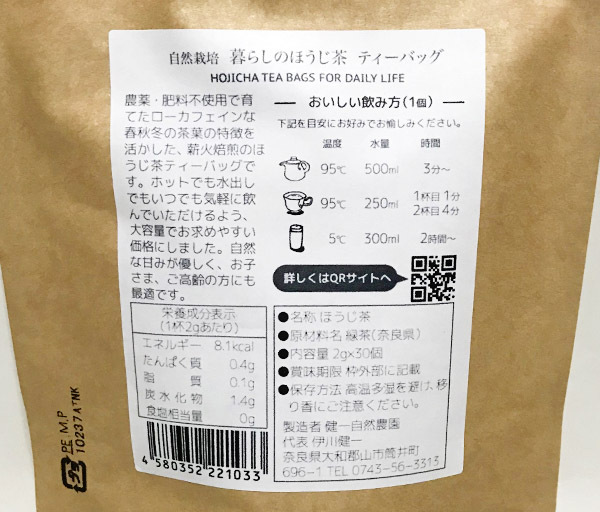 自然栽培 暮らしのほうじ茶 ティーバッグ
HOJICHA TEA BAGS FOR DAILY LIFE
農薬・肥料不使用で育
てたローカフェインな
春秋冬の茶葉の特徴を
活かした、薪火焙煎のほ
うじ茶ティーバッグで
す。ホットでも水出し
でもいつでも気軽に飲
んでいただけるよう、
大容量でお求めやすい
価格にしました。自然
な甘みが優しく、お子
さま、ご高齢の方にも
最適です。
おいしい飲み方(1個)
下記を目安にお好みでお愉しみください。
温度 水量 時間
95℃ 500ml 3分~
95℃ 250ml 1杯目 1分
2杯目 4分
5℃ 300ml 2時間~
詳しくはQRサイトへ
栄養成分表示
(1杯2gあたり)
エネルギー 8.1kcal
たんぱく質 0.4g
脂質 0.1g
炭水化物 1.4g
食塩相当量 0g
4 580352 221033
●名称 ほうじ茶
●原材料名 緑茶(奈良県)
●内容量 2g×30個
●賞味期限 枠外部に記載
●保存方法 高温多湿を避け、移
り香にご注意ください。
製造者 健一自然農園
代表 伊川健一
奈良県大和郡山市筒井町
696-1 TEL 0743-56-3313
PE M,P
10237A TNK